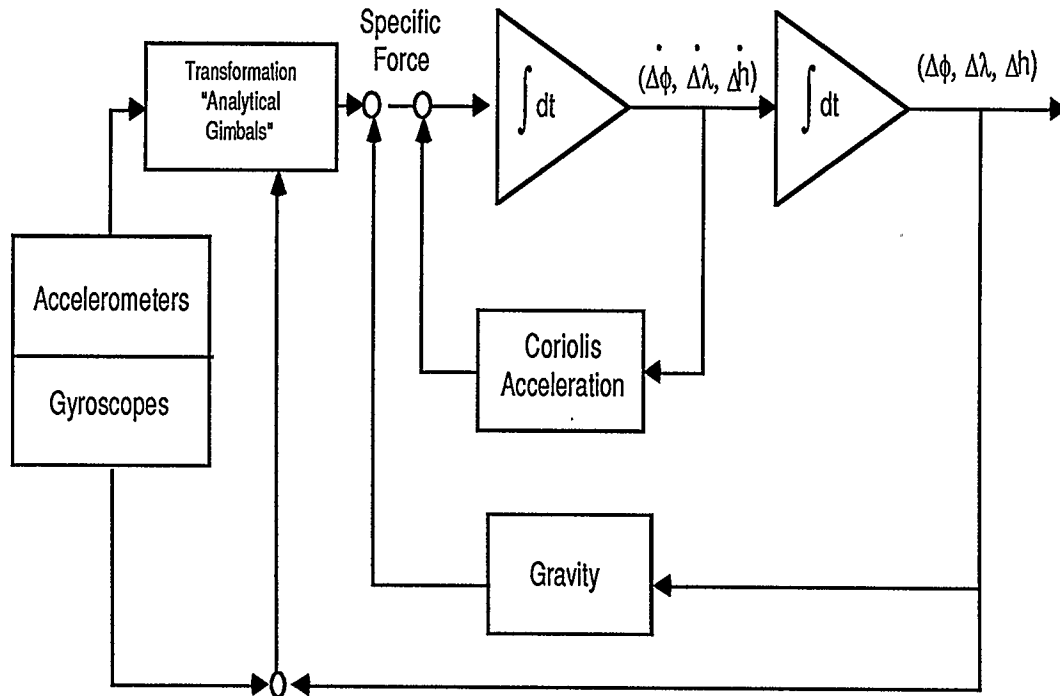 Specific
Force
Transformation
"Analytical
Gimbals"
∫ dt
(Δφ̇, Δλ̇, Δḣ)
∫ dt
(Δφ, Δλ, Δh)
Accelerometers
Gyroscopes
Coriolis
Acceleration
Gravity